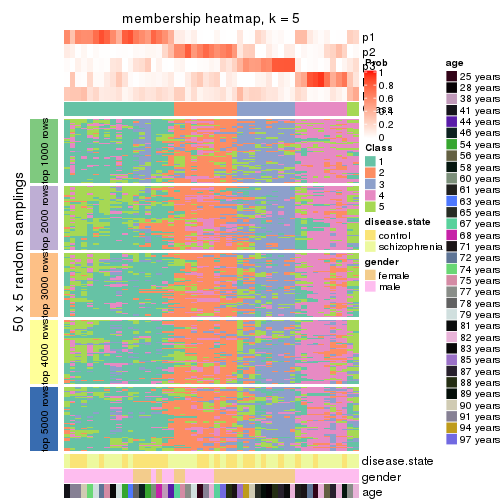 membership heatmap, k = 5
p1
p2
p3
Prob
1
0.8
0.6
0.4
0.2
0
Class
1
2
3
4
5
disease.state
control
schizophrenia
gender
female
male
age
25 years
28 years
38 years
41 years
44 years
46 years
54 years
56 years
58 years
60 years
61 years
63 years
65 years
67 years
68 years
71 years
72 years
74 years
75 years
77 years
78 years
79 years
81 years
82 years
83 years
85 years
87 years
88 years
89 years
90 years
91 years
94 years
97 years
50 x 5 random samplings
top 1000 rows
top 2000 rows
top 3000 rows
top 4000 rows
top 5000 rows
disease.state
gender
age